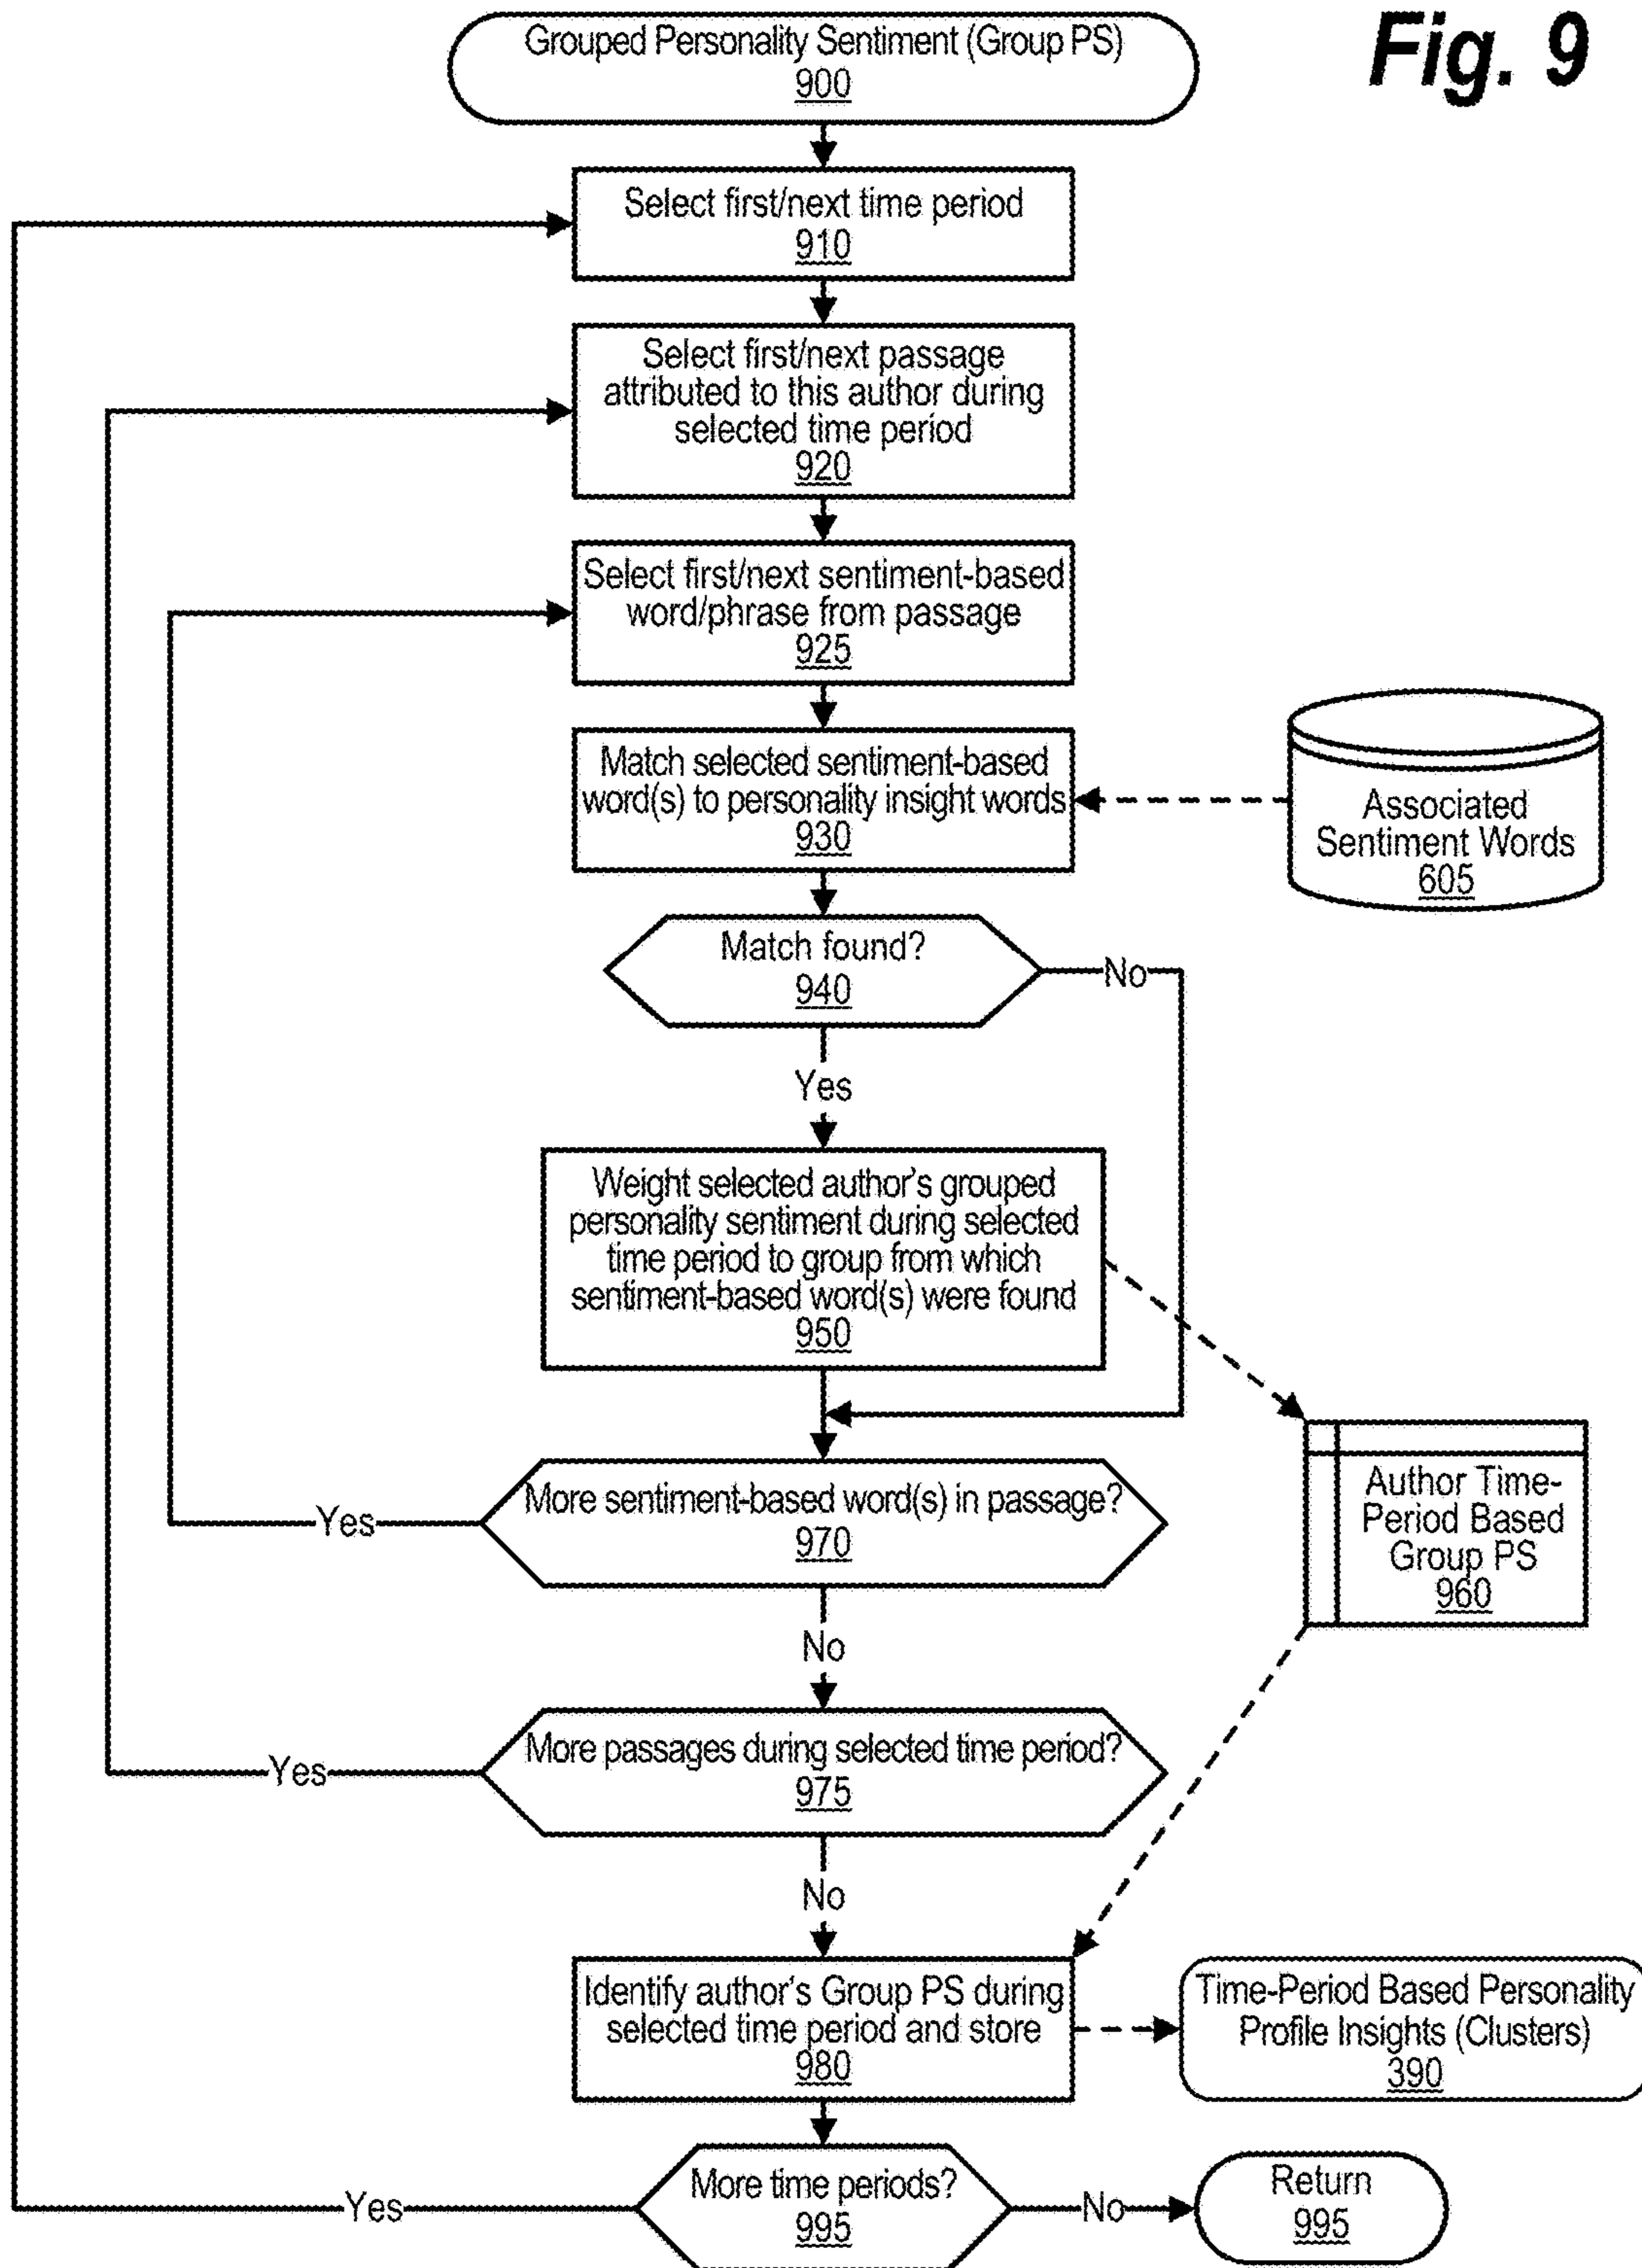 Fig. 9
Grouped Personality Sentiment (Group PS)
900
Select first/next time period
910
Select first/next passage
attributed to this author during
selected time period
920
Select first/next sentiment-based
word/phrase from passage
925
Match selected sentiment-based
word(s) to personality insight words
930
Associated
Sentiment Words
605
Match found?
940
No
Yes
Weight selected author's grouped
personality sentiment during selected
time period to group from which
sentiment-based word(s) were found
950
More sentiment-based word(s) in passage?
970
Yes
No
Author Time-
Period Based
Group PS
960
More passages during selected time period?
975
Yes
No
Identify author's Group PS during
selected time period and store
980
Time-Period Based Personality
Profile Insights (Clusters)
390
More time periods?
995
Yes
No
Return
995